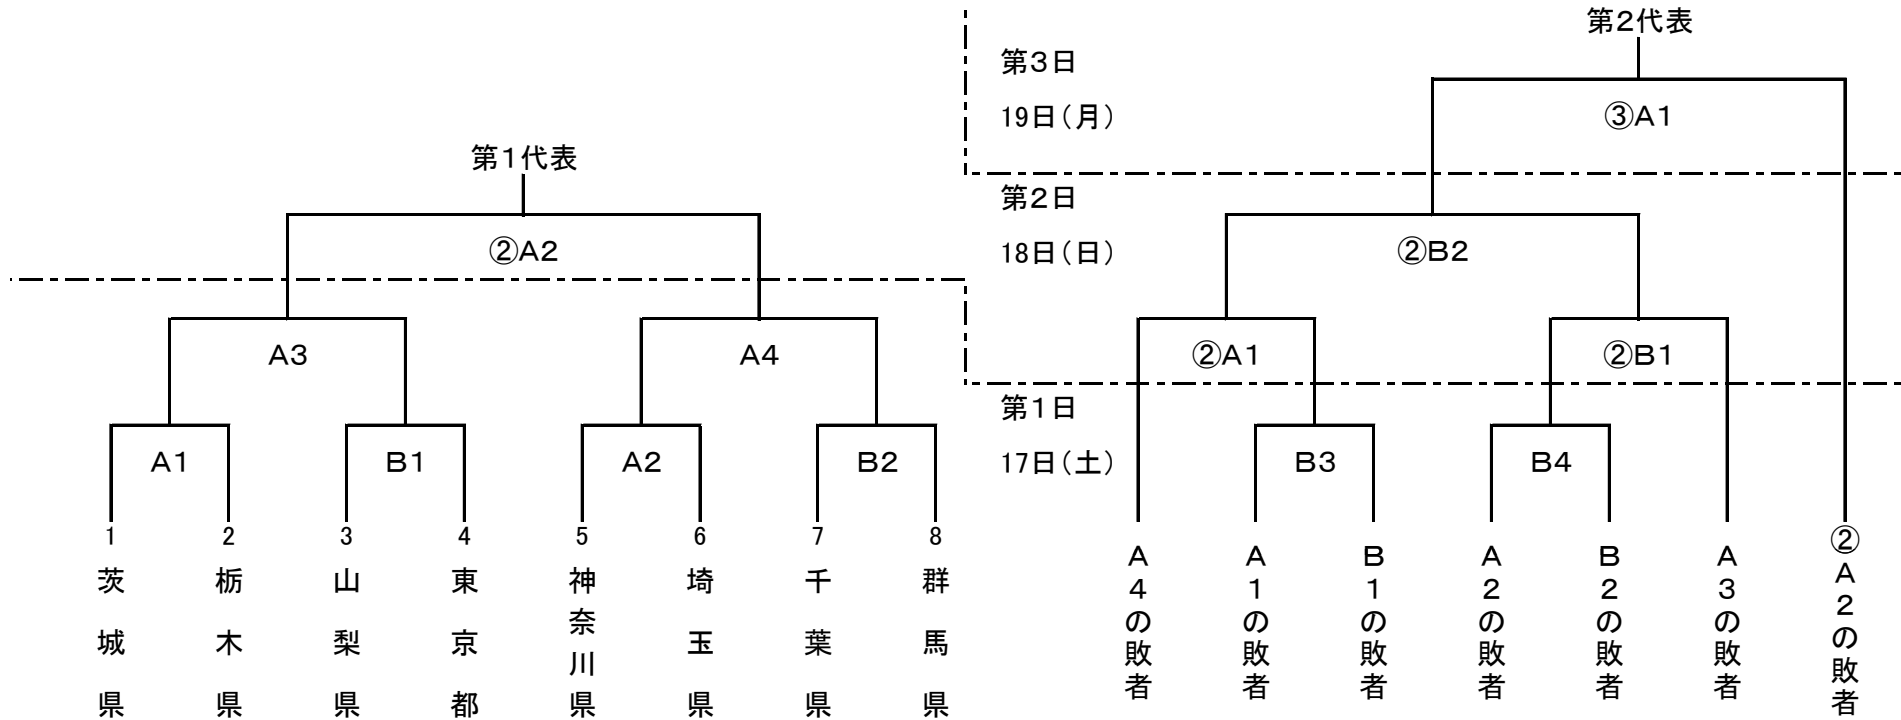 第1代表
②A2
A3
A4
A1
B1
A2
B2
1
2
3
4
5
6
7
8
茨城県
栃木県
山梨県
東京都
神奈川県
埼玉県
千葉県
群馬県
第2代表
第3日
19日(月)
③A1
第2日
18日(日)
②B2
②A1
②B1
第1日
17日(土)
B3
B4
A4の敗者
A1の敗者
B1の敗者
A2の敗者
B2の敗者
A3の敗者
②A2の敗者